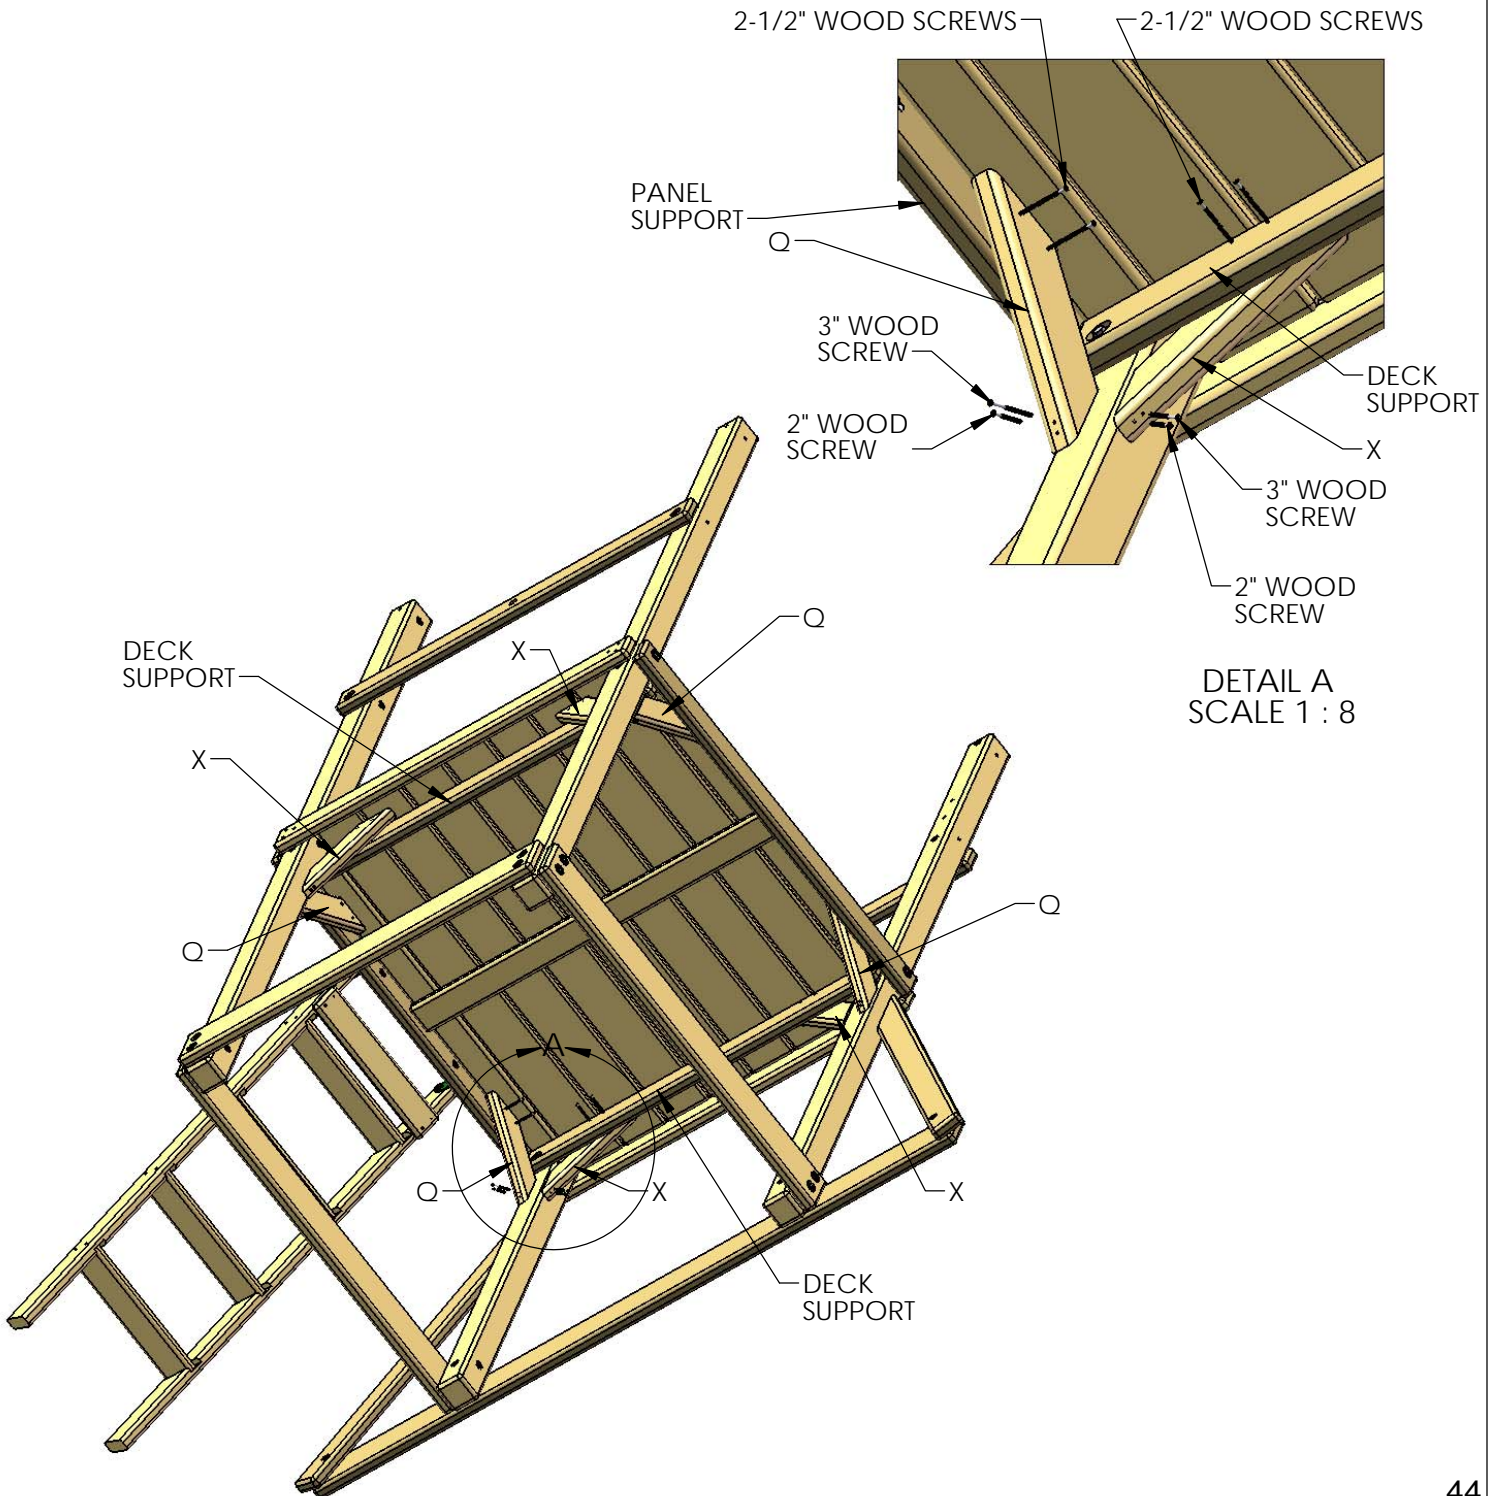 2-1/2" WOOD SCREWS
2-1/2" WOOD SCREWS
PANEL
SUPPORT
Q
3" WOOD
SCREW
2" WOOD
SCREW
DECK
SUPPORT
X
3" WOOD
SCREW
2" WOOD
SCREW
DETAIL A
SCALE 1 : 8
DECK
SUPPORT
X
Q
X
Q
Q
A
Q
X
X
DECK
SUPPORT
44